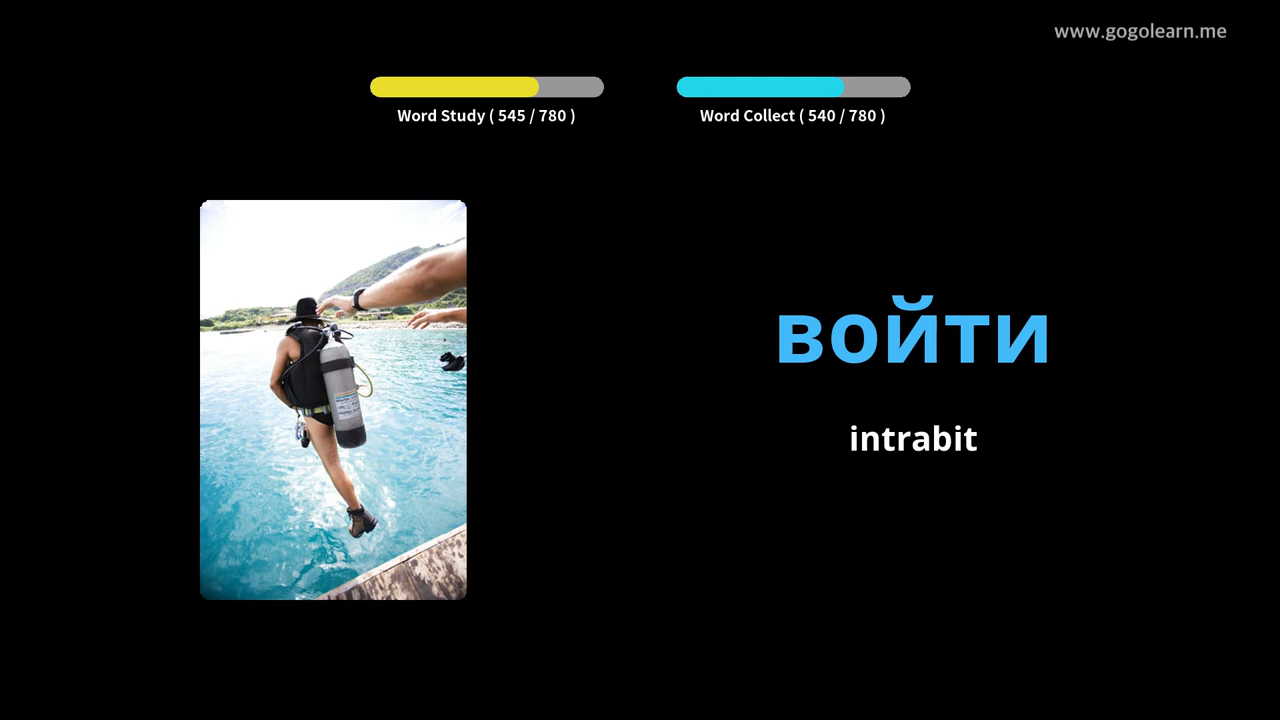 www.gogolearn.me
Word Study ( 545 / 780 )
Word Collect ( 540 / 780 )
войти
intrabit